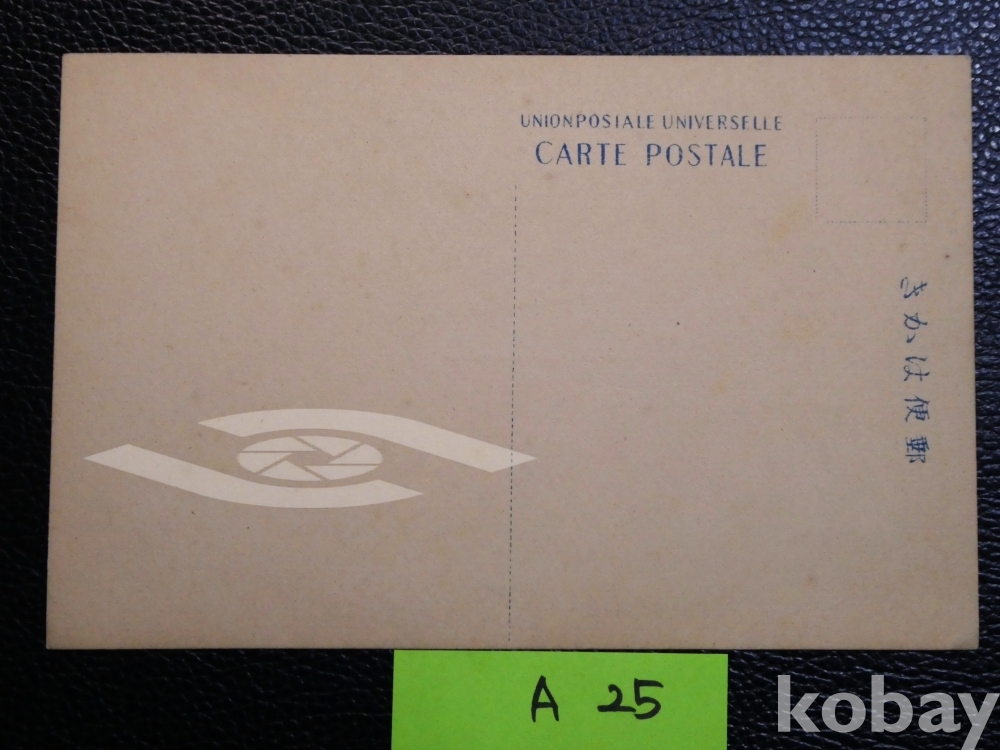 UNIONPOSTALE UNIVERSELLE
CARTE POSTALE
きかは便郵
A 25
kobay